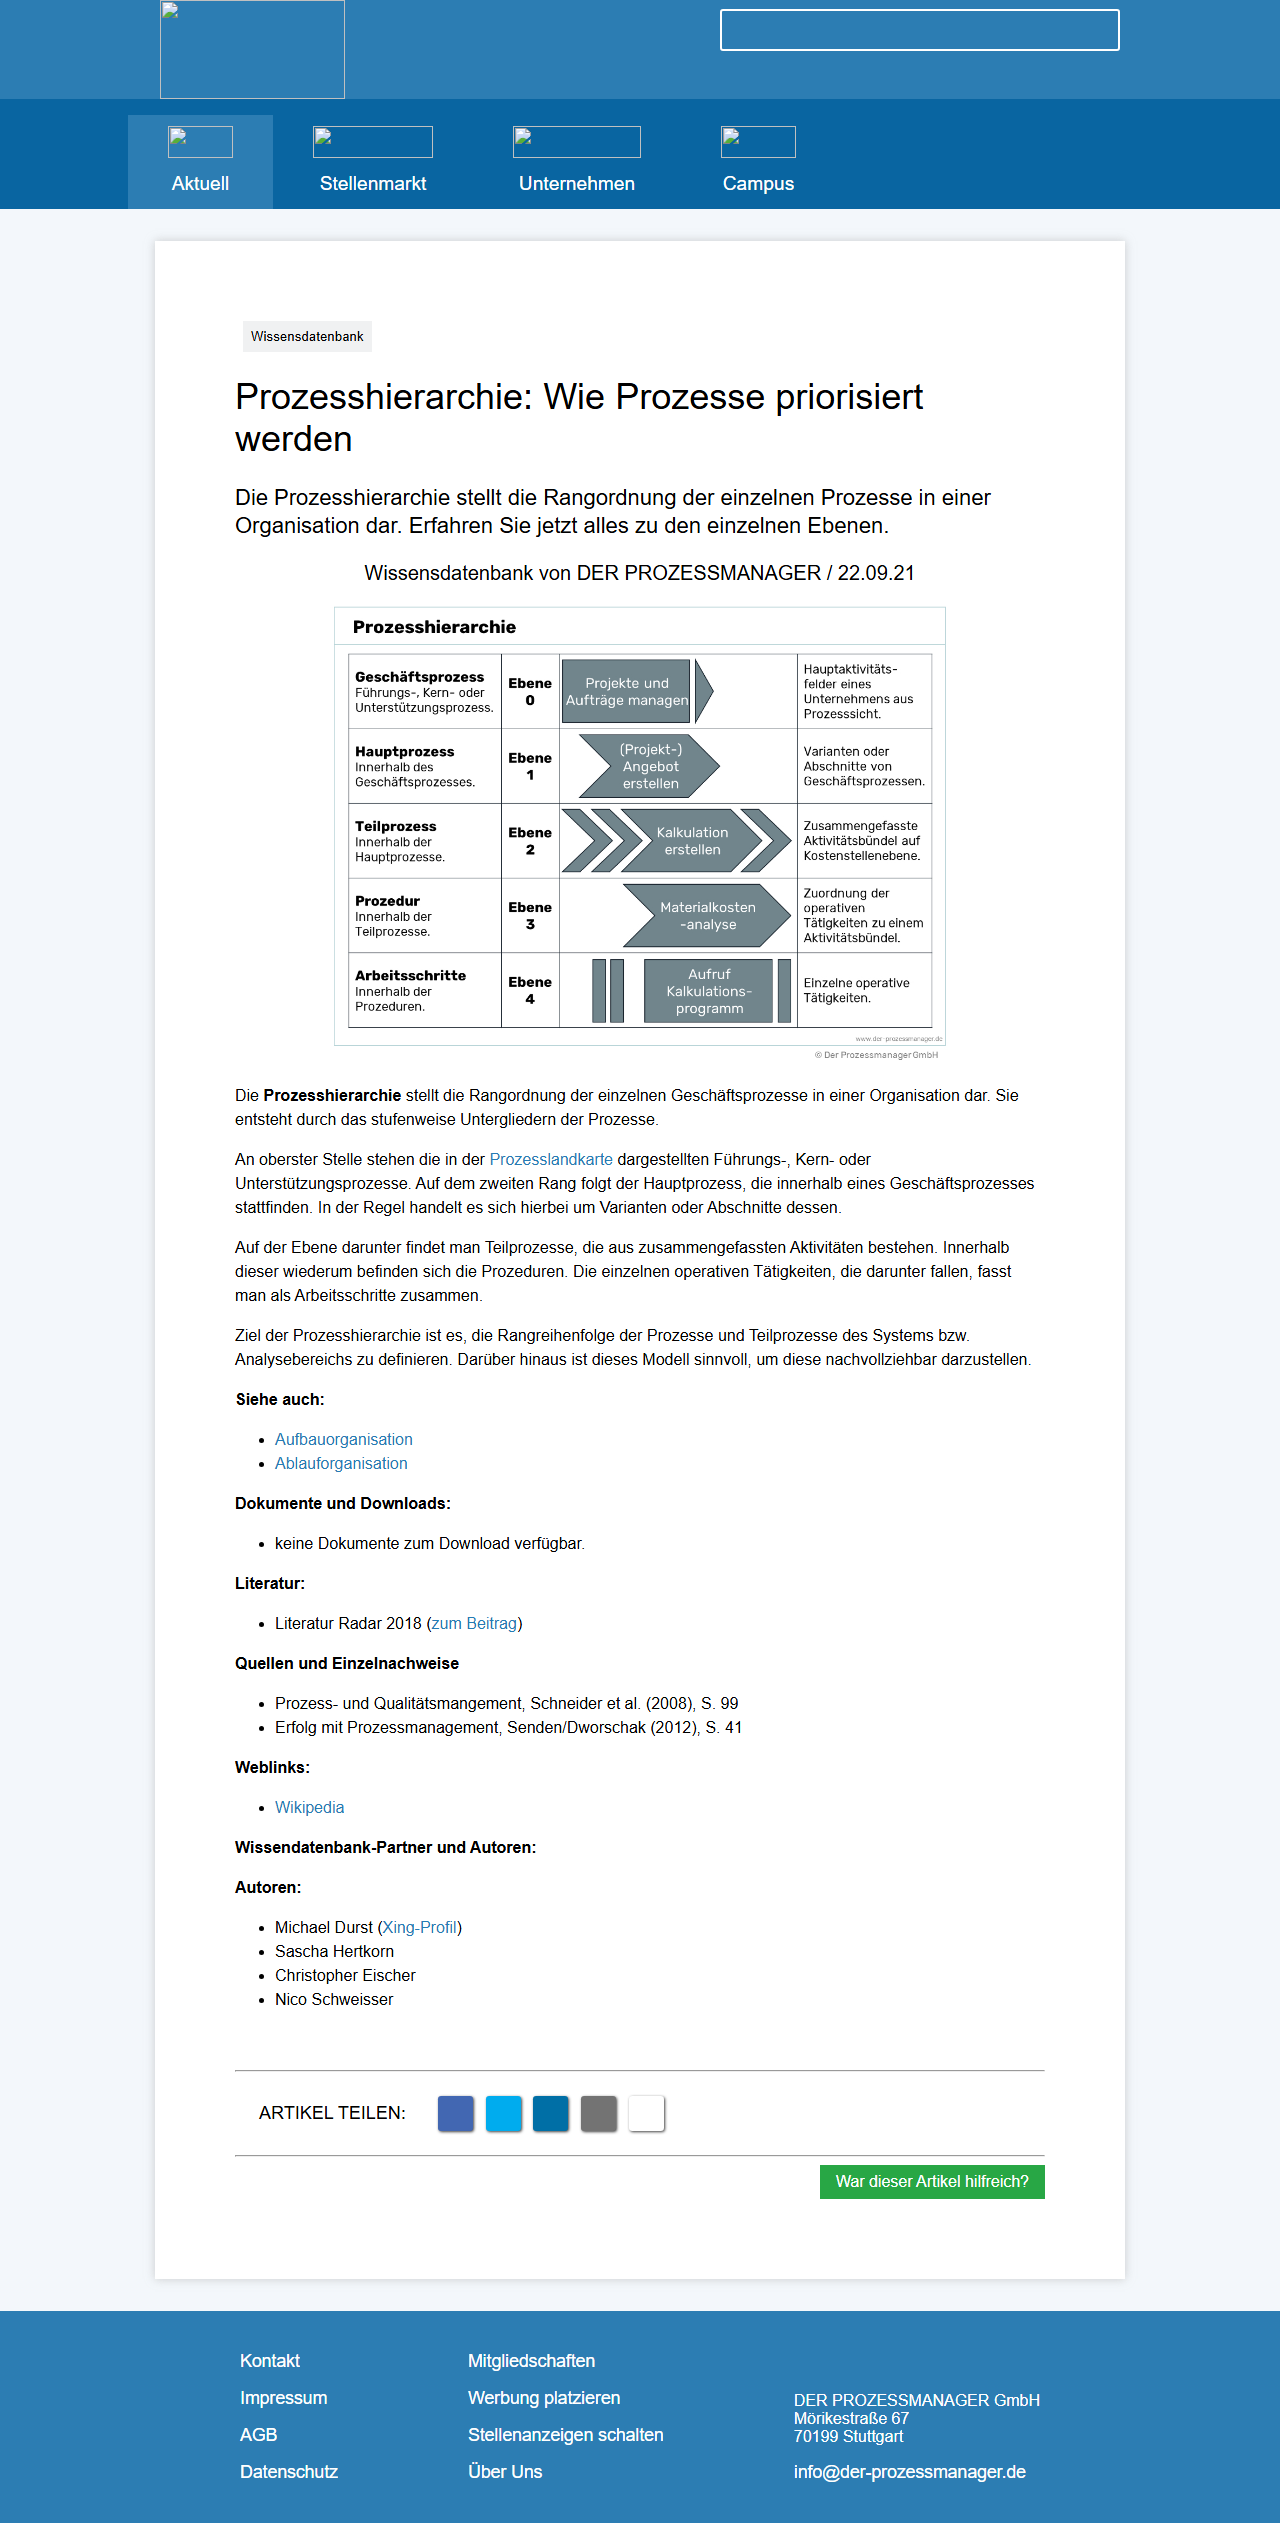 Aktuell
Stellenmarkt
Unternehmen
Campus
Wissensdatenbank
Prozesshierarchie: Wie Prozesse priorisiert
werden
Die Prozesshierarchie stellt die Rangordnung der einzelnen Prozesse in einer
Organisation dar. Erfahren Sie jetzt alles zu den einzelnen Ebenen.
Wissensdatenbank von DER PROZESSMANAGER / 22.09.21
Prozesshierarchie
Geschäftsprozess
Führungs-, Kern- oder
Unterstützungsprozess.
Ebene
0
Projekte und
Aufträge managen
Hauptaktivitäts-
felder eines
Unternehmens aus
Prozesssicht.
Hauptprozess
Innerhalb des
Geschäftsprozesses.
Ebene
1
(Projekt-)
Angebot
erstellen
Varianten oder
Abschnitte von
Geschäftsprozessen.
Teilprozess
Innerhalb der
Hauptprozesse.
Ebene
2
Kalkulation
erstellen
Zusammengefasste
Aktivitätsbündel auf
Kostenstellenebene.
Prozedur
Innerhalb der
Teilprozesse.
Ebene
3
Materialkosten
-analyse
Zuordnung der
operativen
Tätigkeiten zu einem
Aktivitätsbündel.
Arbeitsschritte
Innerhalb der
Prozeduren.
Ebene
4
Aufruf
Kalkulations-
programm
Einzelne operative
Tätigkeiten.
www.der-prozessmanager.de
© Der Prozessmanager GmbH
Die Prozesshierarchie stellt die Rangordnung der einzelnen Geschäftsprozesse in einer Organisation dar. Sie
entsteht durch das stufenweise Untergliedern der Prozesse.
An oberster Stelle stehen die in der Prozesslandkarte dargestellten Führungs-, Kern- oder
Unterstützungsprozesse. Auf dem zweiten Rang folgt der Hauptprozess, die innerhalb eines Geschäftsprozesses
stattfinden. In der Regel handelt es sich hierbei um Varianten oder Abschnitte dessen.
Auf der Ebene darunter findet man Teilprozesse, die aus zusammengefassten Aktivitäten bestehen. Innerhalb
dieser wiederum befinden sich die Prozeduren. Die einzelnen operativen Tätigkeiten, die darunter fallen, fasst
man als Arbeitsschritte zusammen.
Ziel der Prozesshierarchie ist es, die Rangreihenfolge der Prozesse und Teilprozesse des Systems bzw.
Analysebereichs zu definieren. Darüber hinaus ist dieses Modell sinnvoll, um diese nachvollziehbar darzustellen.
Siehe auch:
• Aufbauorganisation
• Ablauforganisation
Dokumente und Downloads:
• keine Dokumente zum Download verfügbar.
Literatur:
• Literatur Radar 2018 (zum Beitrag)
Quellen und Einzelnachweise
• Prozess- und Qualitätsmangement, Schneider et al. (2008), S. 99
• Erfolg mit Prozessmanagement, Senden/Dworschak (2012), S. 41
Weblinks:
• Wikipedia
Wissendatenbank-Partner und Autoren:
Autoren:
• Michael Durst (Xing-Profil)
• Sascha Hertkorn
• Christopher Eischer
• Nico Schweisser
ARTIKEL TEILEN:
War dieser Artikel hilfreich?
Kontakt
Impressum
AGB
Datenschutz
Mitgliedschaften
Werbung platzieren
Stellenanzeigen schalten
Über Uns
DER PROZESSMANAGER GmbH
Mörikestraße 67
70199 Stuttgart
info@der-prozessmanager.de